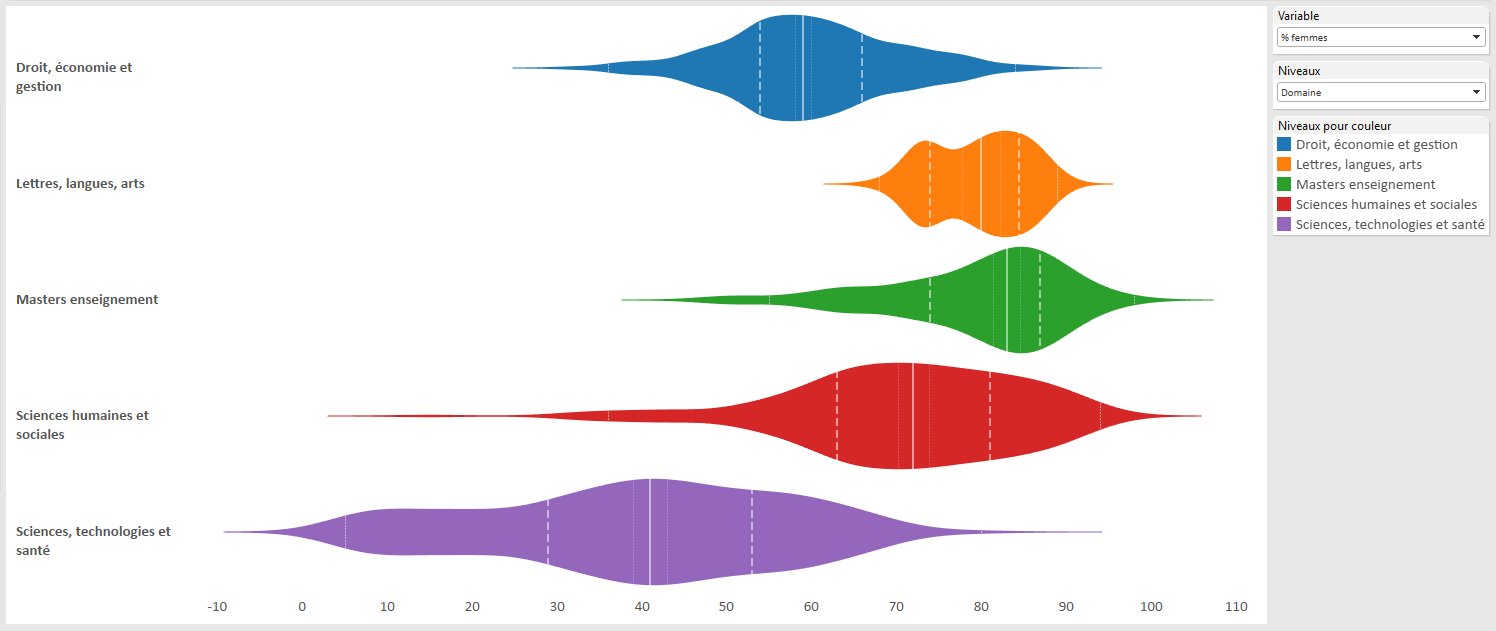 Droit, économie et
gestion
Lettres, langues, arts
Masters enseignement
Sciences humaines et
sociales
Sciences, technologies et
santé
-10 0 10 20 30 40 50 60 70 80 90 100 110
Variable
% femmes
Niveaux
Domaine
Niveaux pour couleur
Droit, économie et gestion
Lettres, langues, arts
Masters enseignement
Sciences humaines et sociales
Sciences, technologies et santé